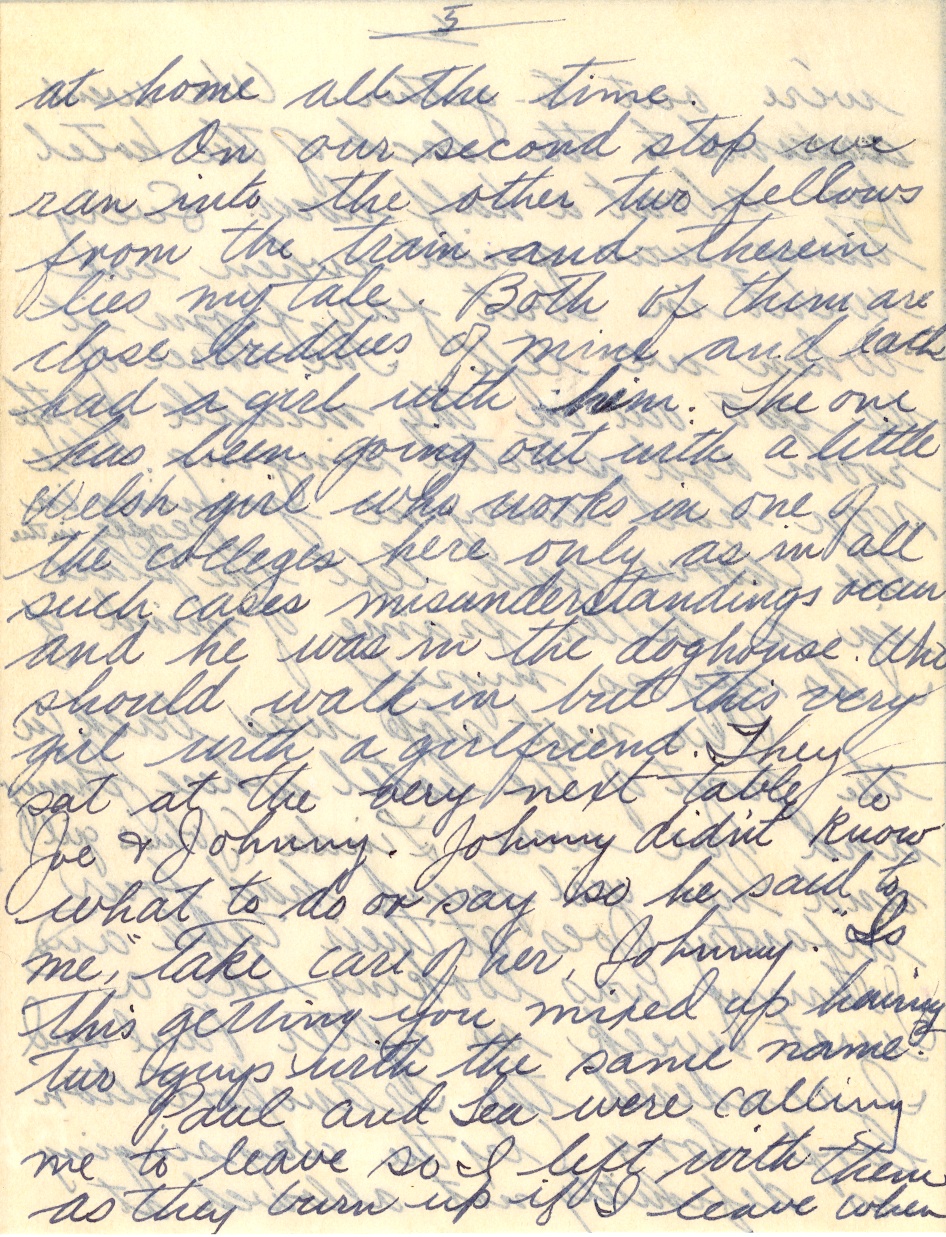 5
at home all the time.
On our second stop we
ran into the other two fellows
from the train and therein
lies my tale. Both of them are
close buddies of mine and each
had a girl with him. The one
has been going out with a little
Welsh girl who works in one of
the colleges here only as in all
such cases misunderstandings occur
and he was in the doghouse. Who
should walk in but this very
girl with a girlfriend. They
sat at the very next table to
Joe & Johnny. Johnny didn't know
what to do or say so he said to
me, "Take care of her, Johnny." Is
this getting you mixed up having
two guys with the same name?
Paul and Lea were calling
me to leave so I left with them
as they burn up if I leave when